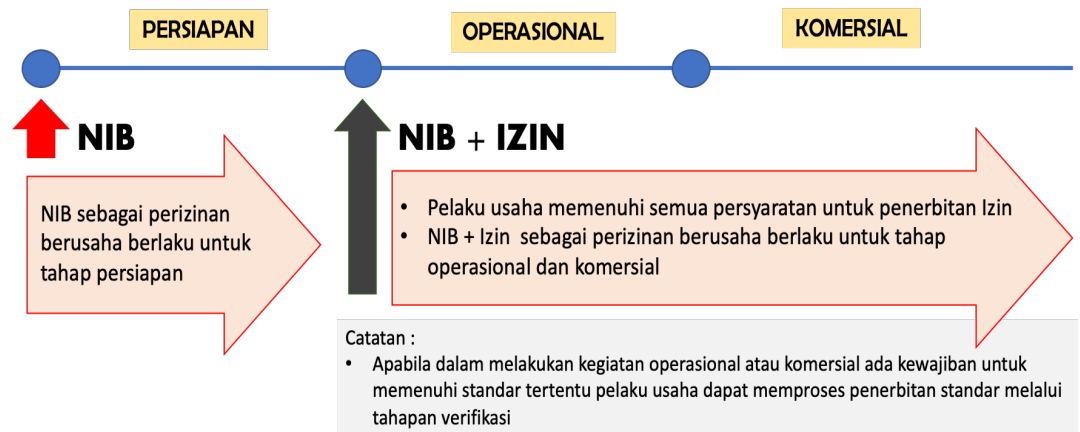 PERSIAPAN
OPERASIONAL
KOMERSIAL
NIB
NIB + IZIN
NIB sebagai perizinan
berusaha berlaku untuk
tahap persiapan
• Pelaku usaha memenuhi semua persyaratan untuk penerbitan Izin
• NIB + Izin sebagai perizinan berusaha berlaku untuk tahap
operasional dan komersial
Catatan :
• Apabila dalam melakukan kegiatan operasional atau komersial ada kewajiban untuk
memenuhi standar tertentu pelaku usaha dapat memproses penerbitan standar melalui
tahapan verifikasi